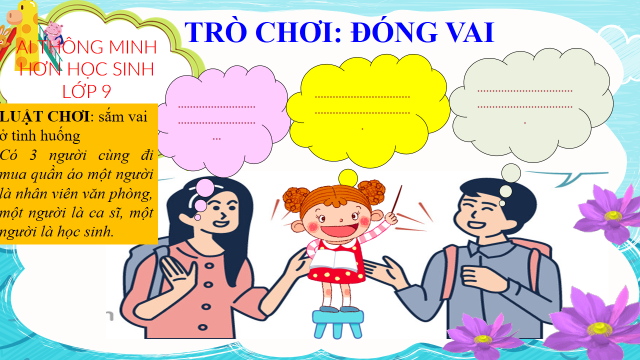 TRÒ CHƠI: ĐÓNG VAI
AI THÔNG MINH
HƠN HỌC SINH
LỚP 9
LUẬT CHƠI: sắm vai
ở tình huống
Có 3 người cùng đi
mua quần áo một người
là nhân viên văn phòng,
một người là ca sĩ, một
người là học sinh.